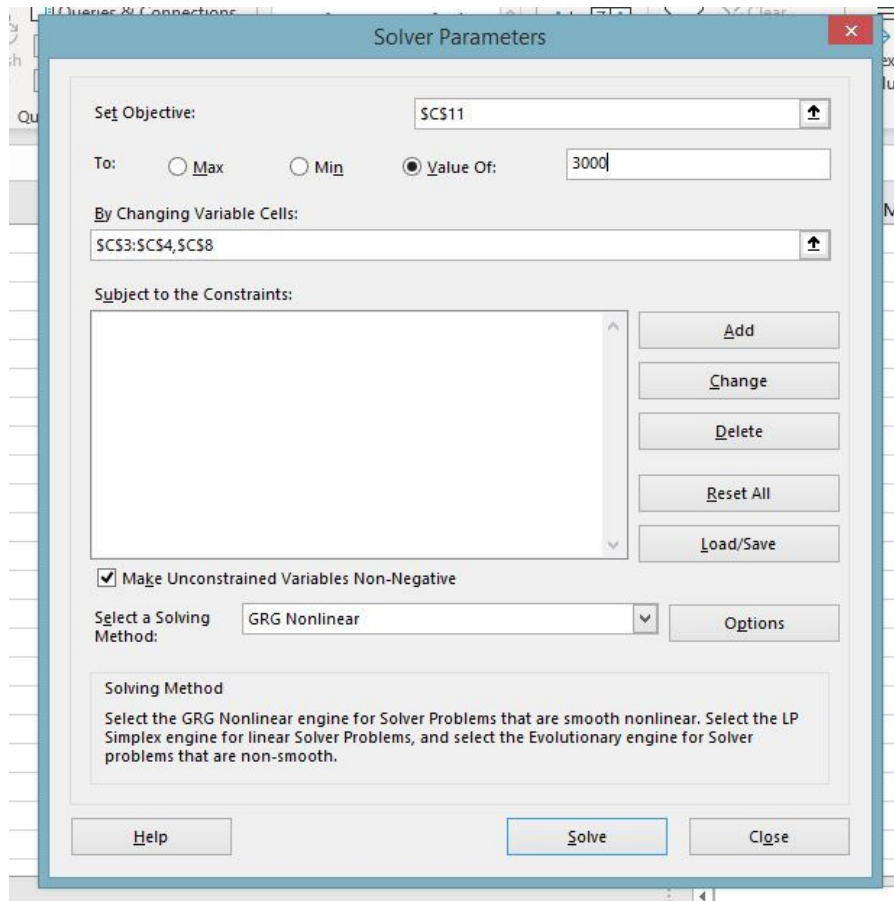 Queries & Connections
Clear
Solver Parameters
Qu
Set Objective:
$C$11
To:
Max
Min
Value Of:
3000
By Changing Variable Cells:
$C$3:$C$4,$C$8
Subject to the Constraints:
Add
Change
Delete
Reset All
Load/Save
Make Unconstrained Variables Non-Negative
Select a Solving
Method:
GRG Nonlinear
Options
Solving Method
Select the GRG Nonlinear engine for Solver Problems that are smooth nonlinear. Select the LP
Simplex engine for linear Solver Problems, and select the Evolutionary engine for Solver
problems that are non-smooth.
Help
Solve
Close